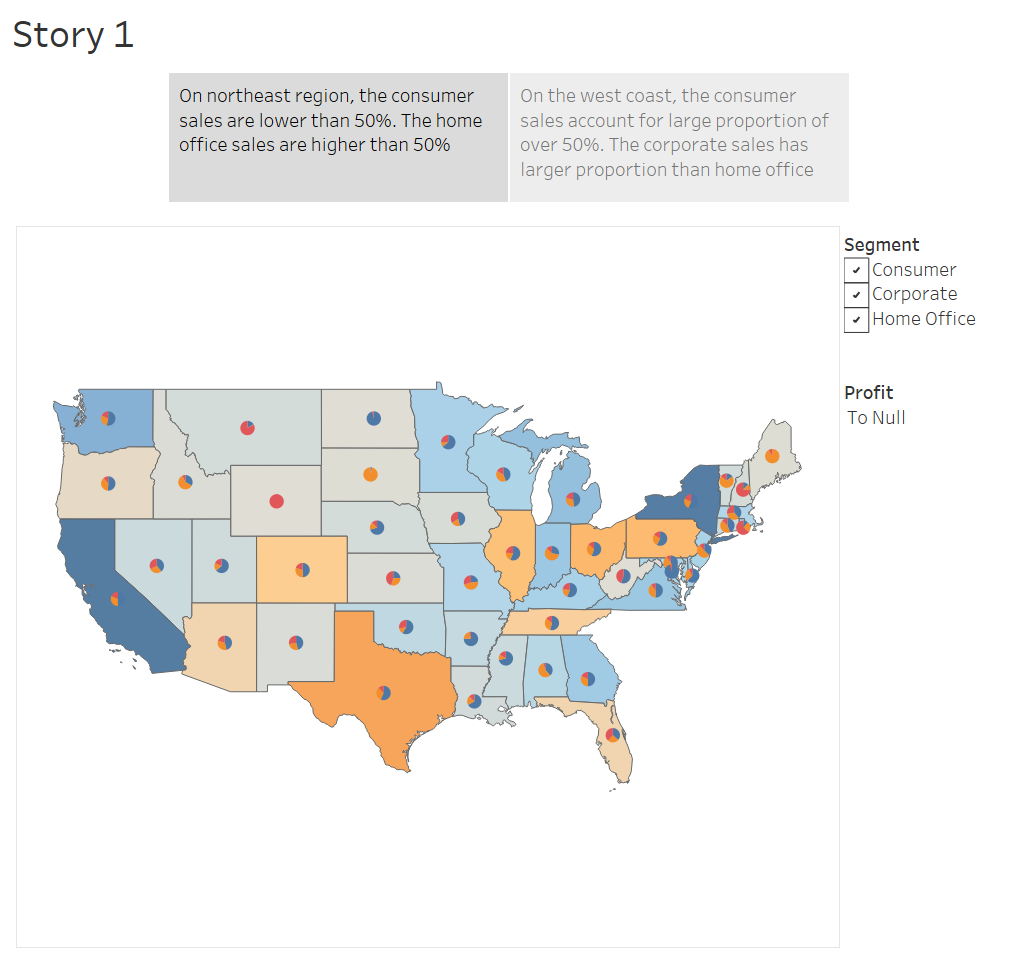 Story 1
On northeast region, the consumer
sales are lower than 50%. The home
office sales are higher than 50%
On the west coast, the consumer
sales account for large proportion of
over 50%. The corporate sales has
larger proportion than home office
Segment
Consumer
Corporate
Home Office
Profit
To Null